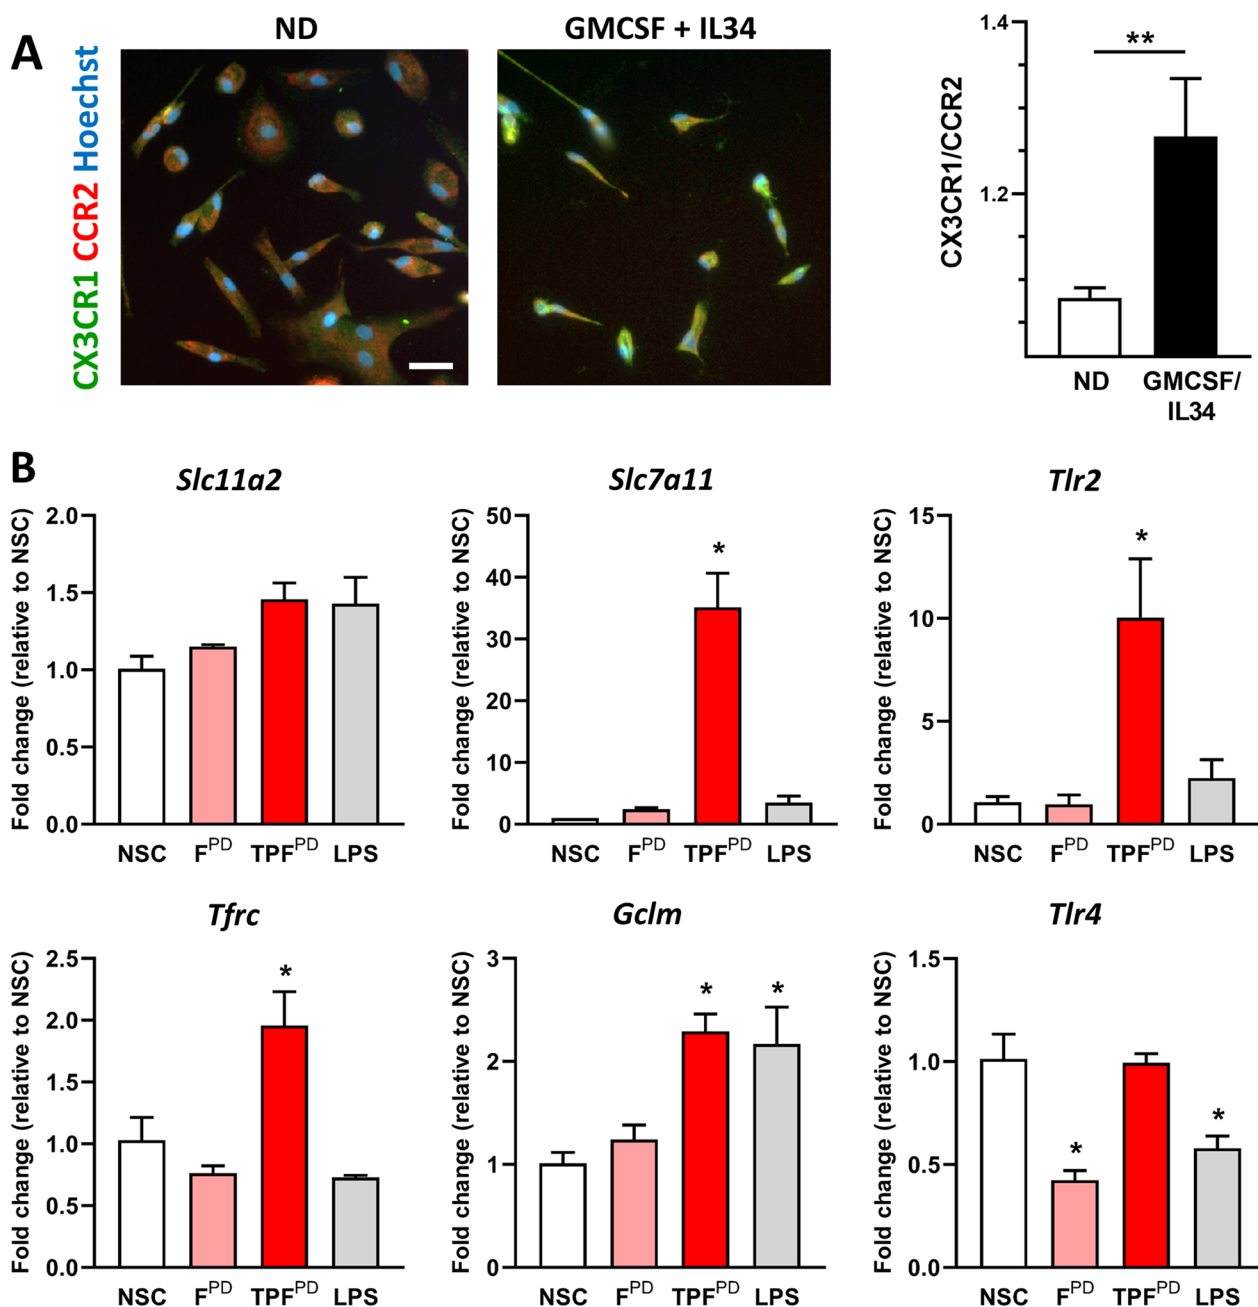 A
ND
GMCSF + IL34
CX3CR1 CCR2 Hoechst
CX3CR1/CCR2
1.4
1.2
**
ND
GMCSF/
IL34
B
Slc11a2
Fold change (relative to NSC)
2.0
1.5
1.0
0.5
0.0
NSC FPD TPFPD LPS
Slc7a11
Fold change (relative to NSC)
50
40
30
20
10
0
*
NSC FPD TPFPD LPS
Tlr2
Fold change (relative to NSC)
15
10
5
0
*
NSC FPD TPFPD LPS
Tfrc
Fold change (relative to NSC)
2.5
2.0
1.5
1.0
0.5
0.0
*
NSC FPD TPFPD LPS
Gclm
Fold change (relative to NSC)
3
2
1
0
* *
NSC FPD TPFPD LPS
Tlr4
Fold change (relative to NSC)
1.5
1.0
0.5
0.0
* *
NSC FPD TPFPD LPS